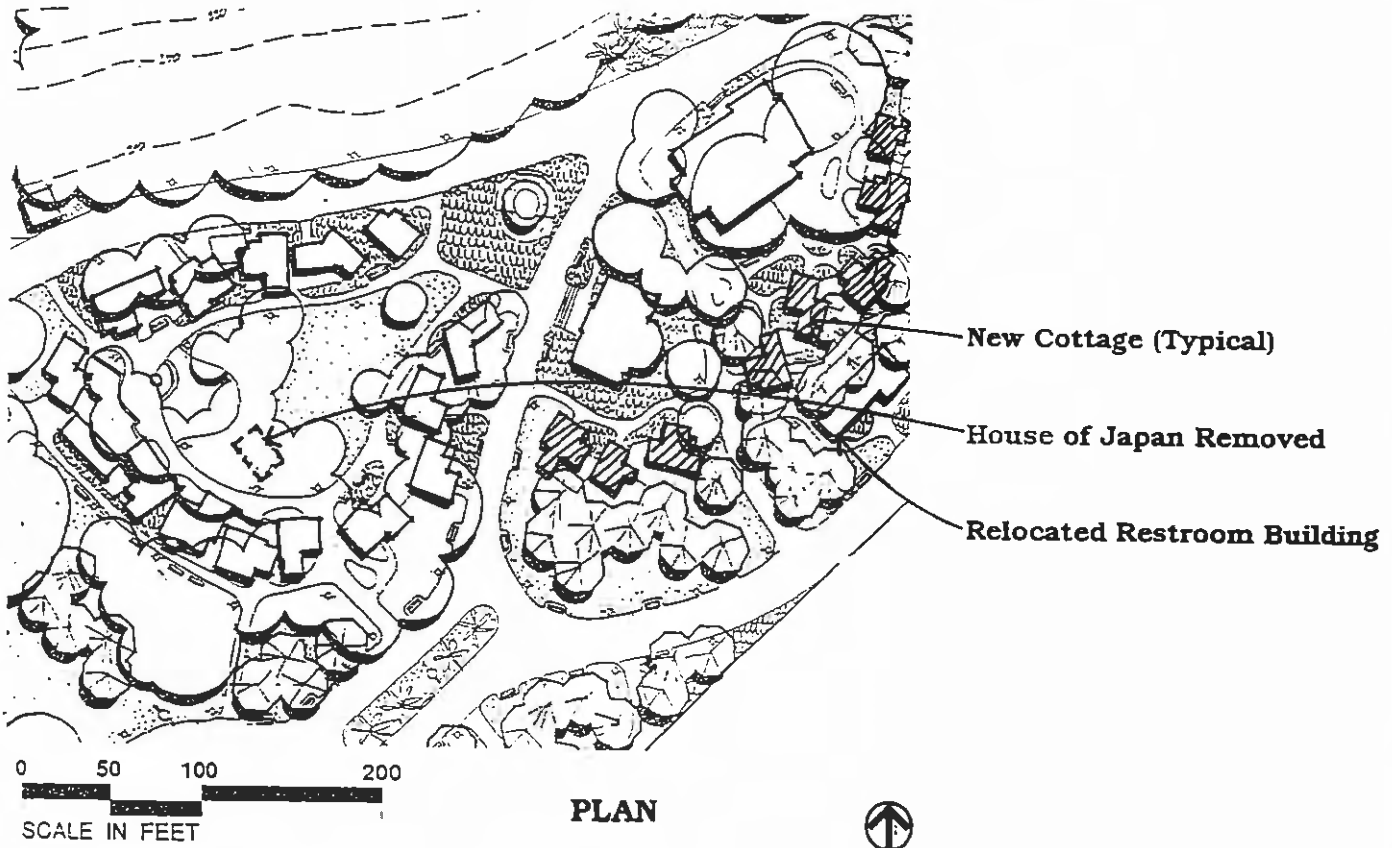 New Cottage (Typical)
House of Japan Removed
Relocated Restroom Building
0 50 100 200
SCALE IN FEET
PLAN